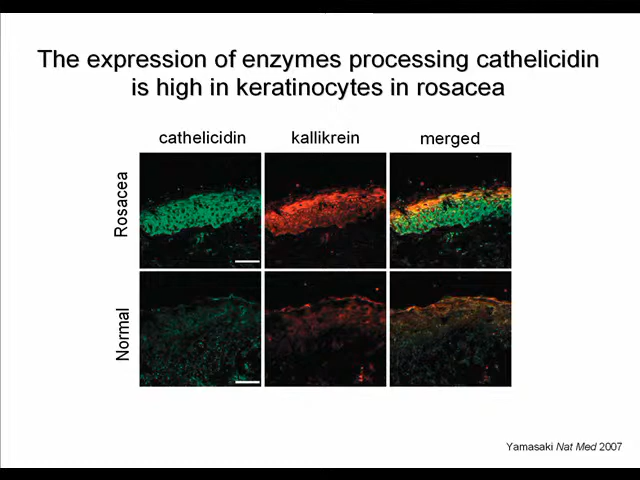 The expression of enzymes processing cathelicidin
is high in keratinocytes in rosacea
cathelicidin kallikrein merged
Rosacea
Normal
Yamasaki Nat Med 2007